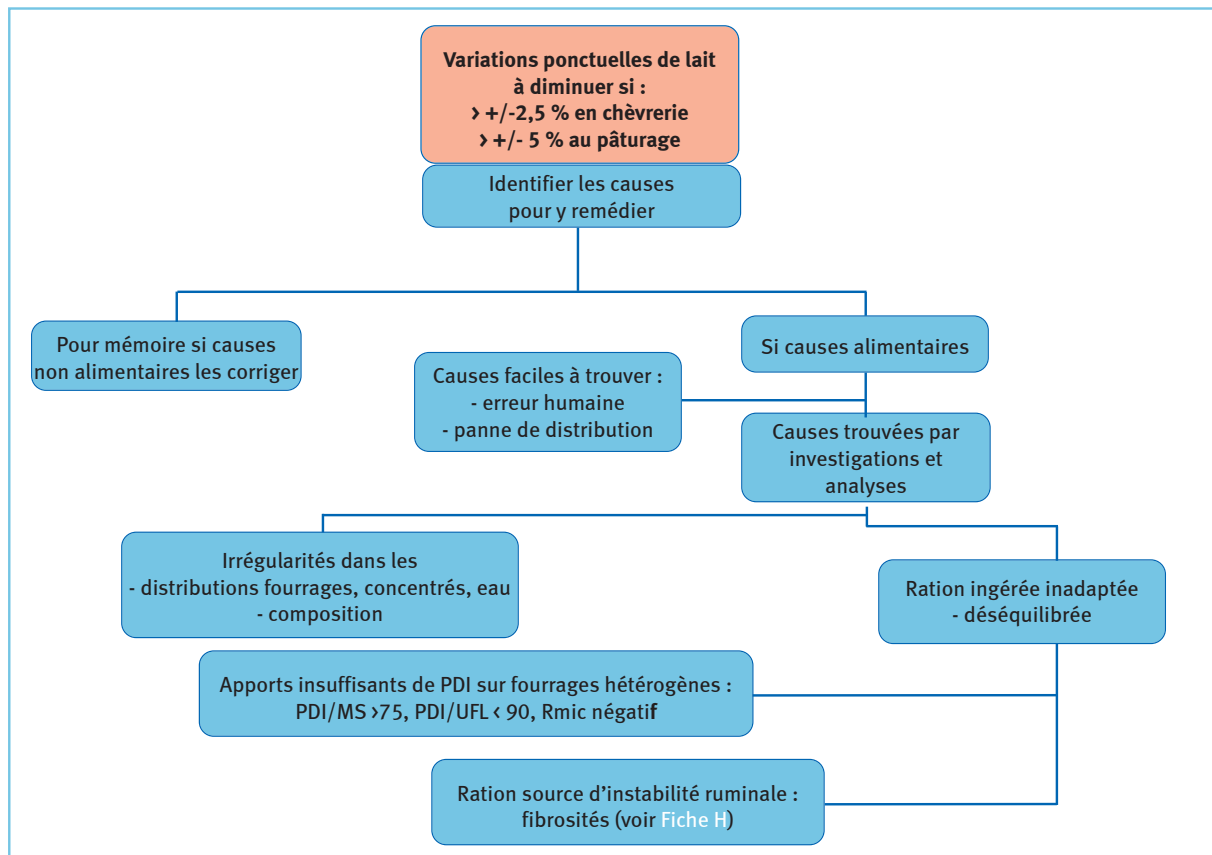 Variations ponctuelles de lait
à diminuer si :
> +/-2,5 % en chèvrerie
> +/- 5 % au pâturage
Identifier les causes
pour y remédier
Pour mémoire si causes
non alimentaires les corriger
Si causes alimentaires
Causes faciles à trouver :
- erreur humaine
- panne de distribution
Causes trouvées par
investigations et
analyses
Irrégularités dans les
- distributions fourrages, concentrés, eau
- composition
Ration ingérée inadaptée
- déséquilibrée
Apports insuffisants de PDI sur fourrages hétérogènes :
PDI/MS >75, PDI/UFL < 90, Rmic négatif
Ration source d’instabilité ruminale :
fibrosités (voir Fiche H)